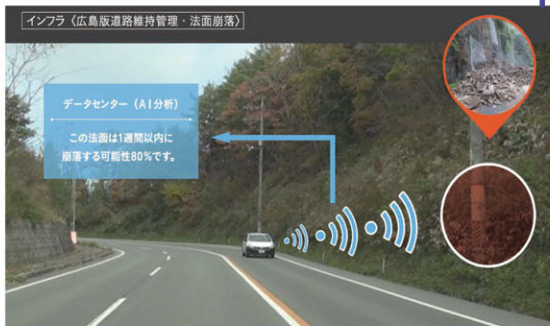 インフラ〈広島版道路維持管理・法面崩落〉
データセンター（AI分析）
この法面は1週間以内に
崩落する可能性80％です。